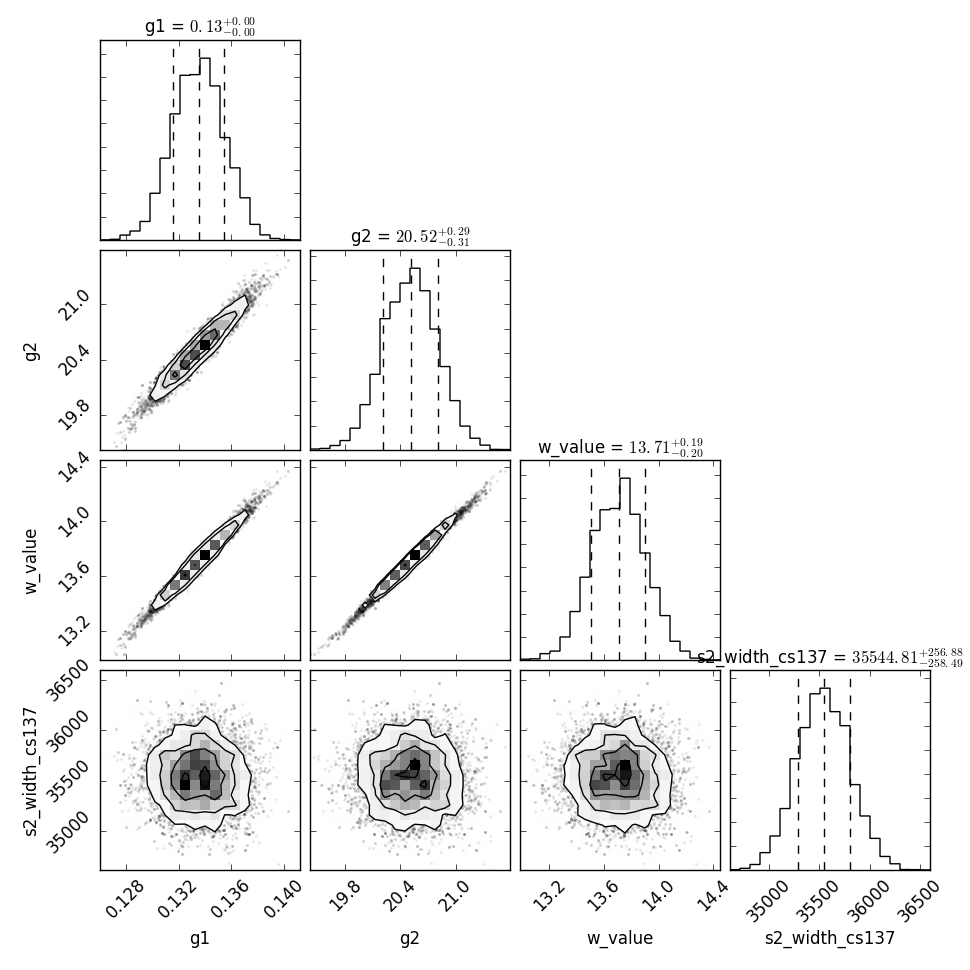 g1 = 0.13+0.00−0.00
g2 = 20.52+0.29−0.31
g2
21.0
20.4
19.8
w_value = 13.71+0.19−0.20
w_value
14.4
14.0
13.6
13.2
s2_width_cs137 = 35544.81+256.88−258.49
s2_width_cs137
36500
36000
35500
35000
0.128 0.132 0.136 0.140
19.8 20.4 21.0
13.2 13.6 14.0 14.4
35000 35500 36000 36500
g1 g2 w_value s2_width_cs137